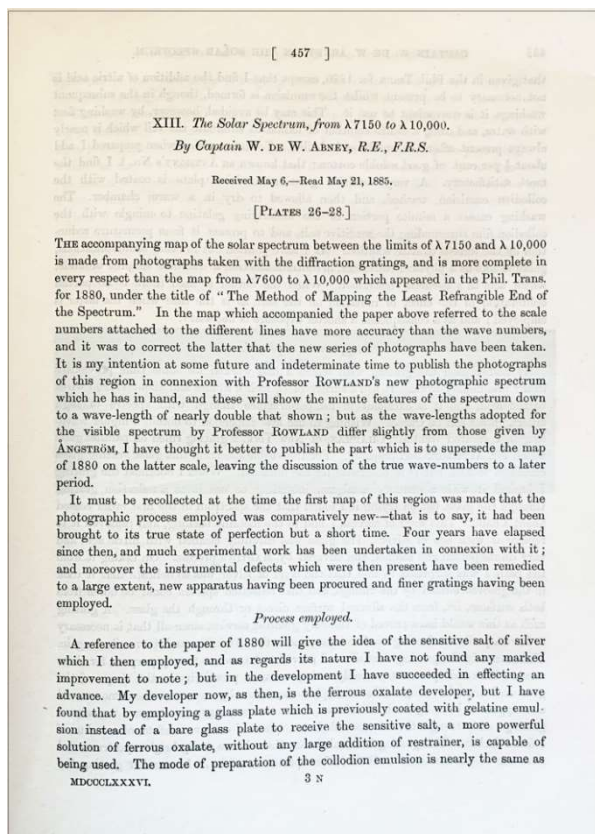 [ 457 ]
XIII. The Solar Spectrum, from λ 7150 to λ 10,000.
By Captain W. DE W. ABNEY, R.E., F.R.S.
Received May 6,—Read May 21, 1885.
[PLATES 26–28.]
THE accompanying map of the solar spectrum between the limits of λ 7150 and λ 10,000
is made from photographs taken with the diffraction gratings, and is more complete in
every respect than the map from λ 7600 to λ 10,000 which appeared in the Phil. Trans.
for 1880, under the title of “ The Method of Mapping the Least Refrangible End of
the Spectrum.” In the map which accompanied the paper above referred to the scale
numbers attached to the different lines have more accuracy than the wave numbers,
and it was to correct the latter that the new series of photographs have been taken.
It is my intention at some future and indeterminate time to publish the photographs
of this region in connexion with Professor ROWLAND'S new photographic spectrum
which he has in hand, and these will show the minute features of the spectrum down
to a wave-length of nearly double that shown ; but as the wave-lengths adopted for
the visible spectrum by Professor ROWLAND differ slightly from those given by
ÅNGSTRÖM, I have thought it better to publish the part which is to supersede the map
of 1880 on the latter scale, leaving the discussion of the true wave-numbers to a later
period.
It must be recollected at the time the first map of this region was made that the
photographic process employed was comparatively new—that is to say, it had been
brought to its true state of perfection but a short time. Four years have elapsed
since then, and much experimental work has been undertaken in connexion with it ;
and moreover the instrumental defects which were then present have been remedied
to a large extent, new apparatus having been procured and finer gratings having been
employed.
Process employed.
A reference to the paper of 1880 will give the idea of the sensitive salt of silver
which I then employed, and as regards its nature I have not found any marked
improvement to note ; but in the development I have succeeded in effecting an
advance. My developer now, as then, is the ferrous oxalate developer, but I have
found that by employing a glass plate which is previously coated with gelatine emul-
sion instead of a bare glass plate to receive the sensitive salt, a more powerful
solution of ferrous oxalate, without any large addition of restrainer, is capable of
being used. The mode of preparation of the collodion emulsion is nearly the same as
MDCCCLXXXVI. 3 N